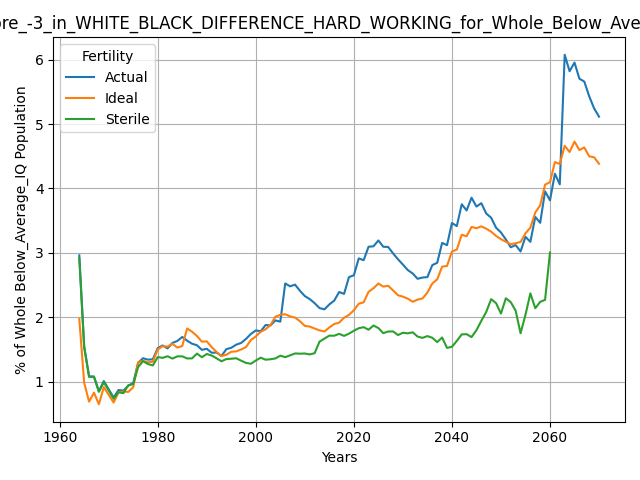 ore_-3_in_WHITE_BLACK_DIFFERENCE_HARD_WORKING_for_Whole_Below_Ave
Fertility
Actual
Ideal
Sterile
% of Whole Below_Average_IQ Population
6
5
4
3
2
1
1960 1980 2000 2020 2040 2060
Years